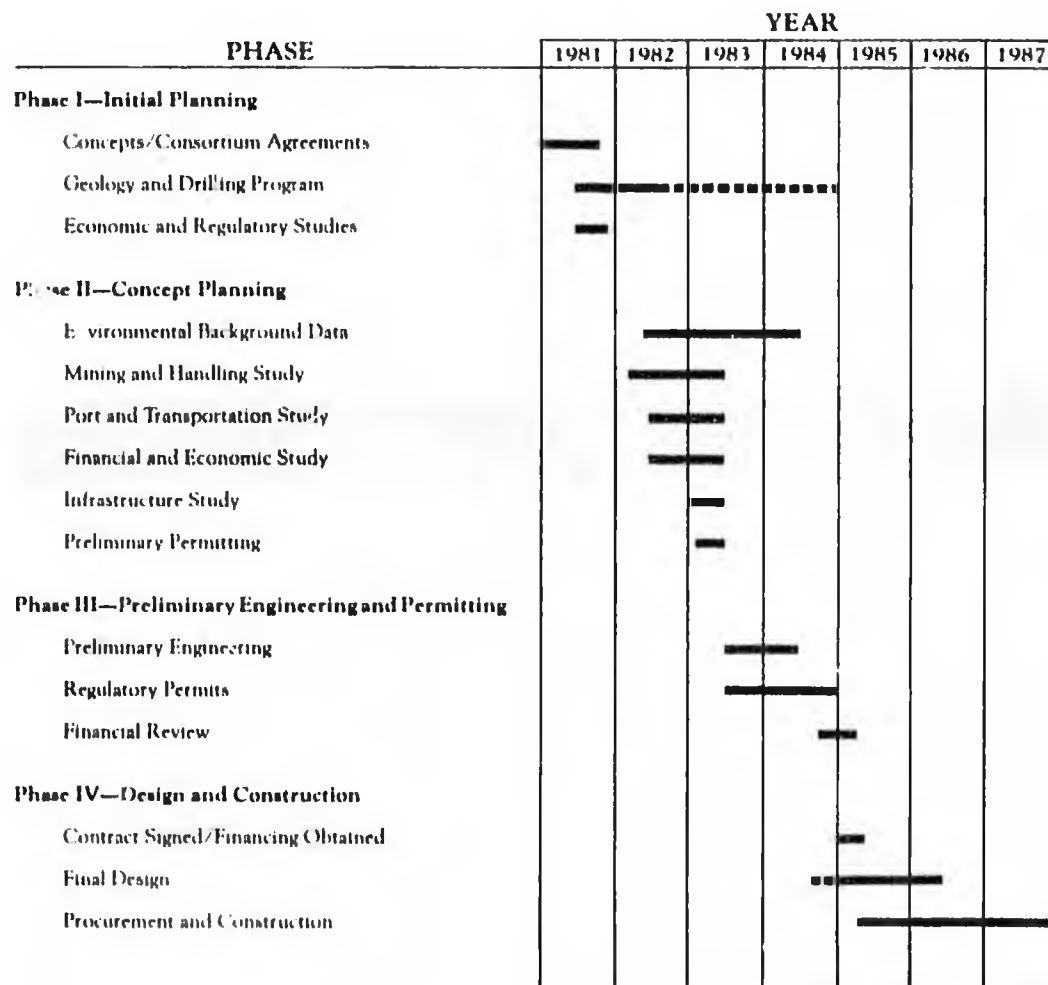 YEAR
PHASE 1981 1982 1983 1984 1985 1986 1987
Phase I—Initial Planning
Concepts/Consortium Agreements
Geology and Drilling Program
Economic and Regulatory Studies
II—Concept Planning
Environmental Background Data
Mining and Handling Study
Port and Transportation Study
Financial and Economic Study
Infrastructure Study
Preliminary Permitting
Phase III—Preliminary Engineering and Permitting
Preliminary Engineering
Regulatory Permits
Financial Review
Phase IV—Design and Construction
Contract Signed/Financing Obtained
Final Design
Procurement and Construction